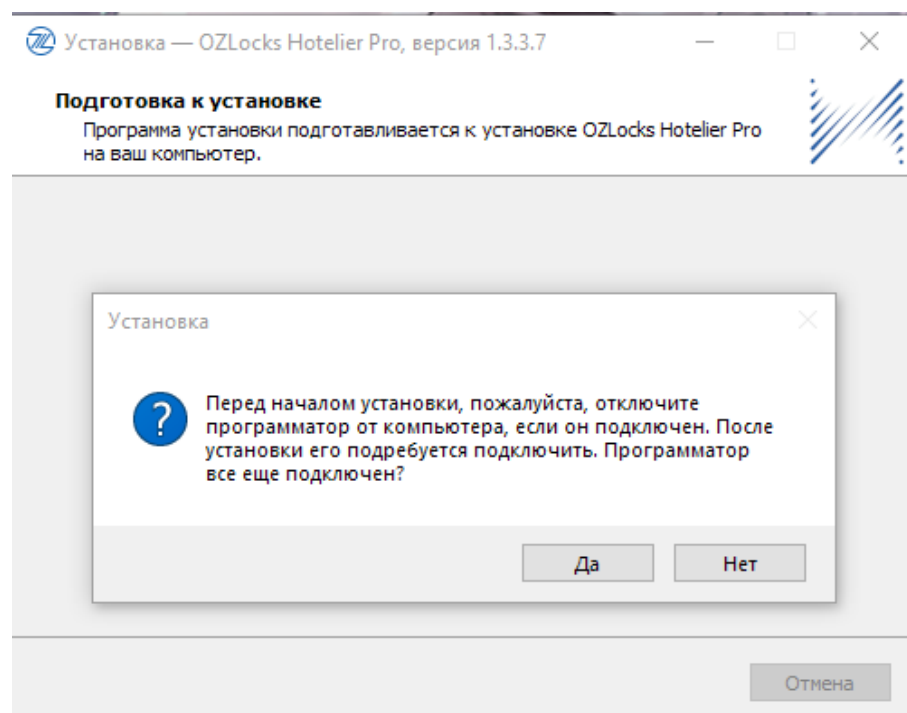 Установка — OZLocks Hotelier Pro, версия 1.3.3.7
Подготовка к установке
Программа установки подготавливается к установке OZLocks Hotelier Pro
на ваш компьютер.
Установка
Перед началом установки, пожалуйста, отключите
программатор от компьютера, если он подключен. После
установки его подребуется подключить. Программатор
все еще подключен?
Да
Нет
Отмена